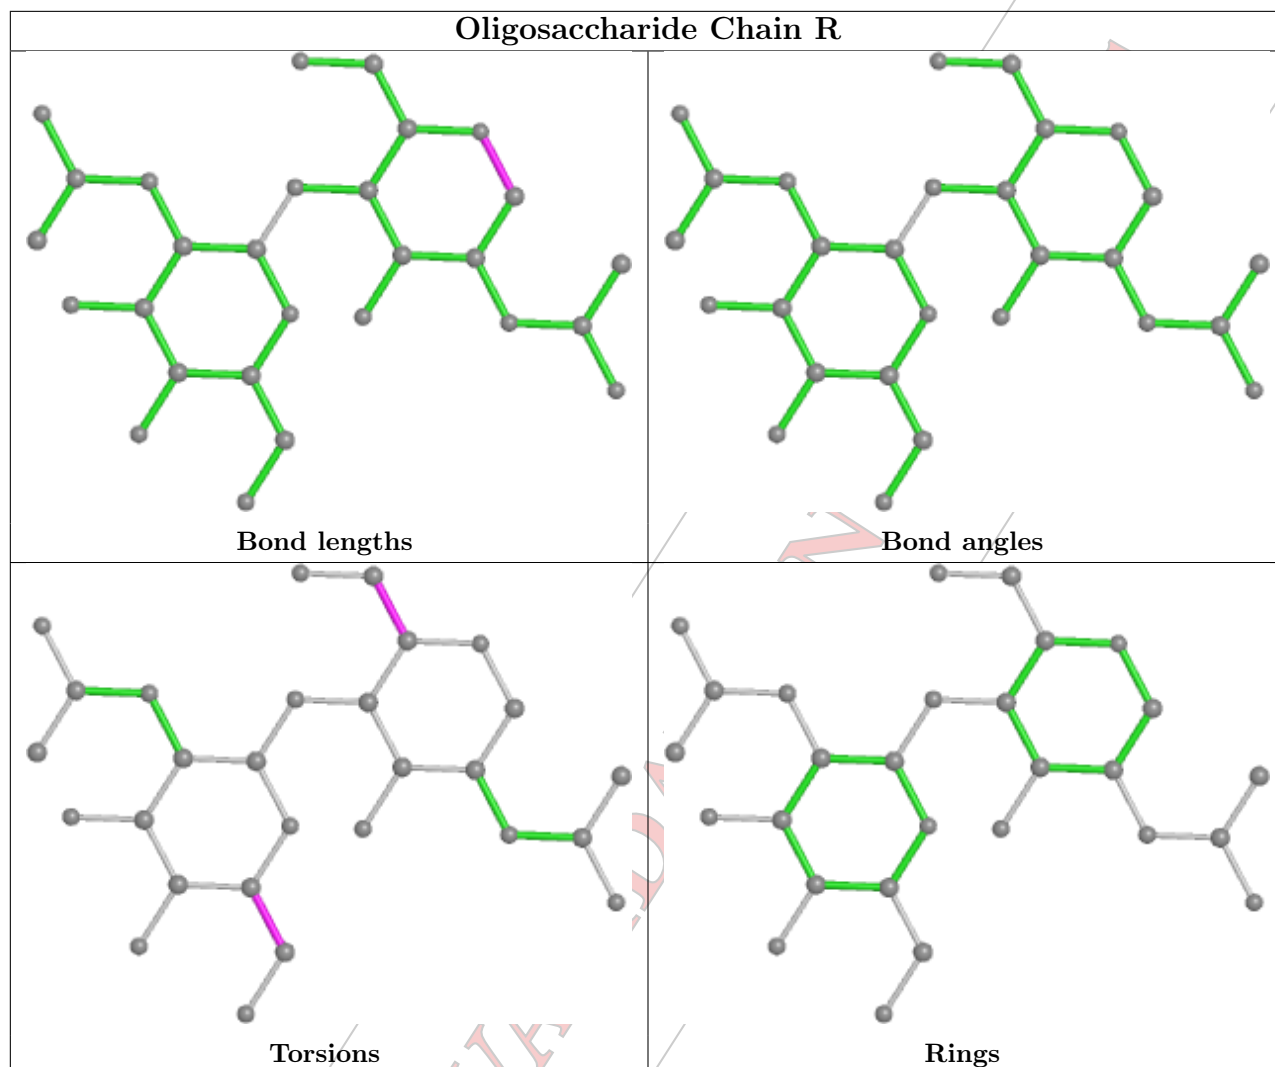 Oligosaccharide Chain R
Bond lengths
Bond angles
Torsions
Rings